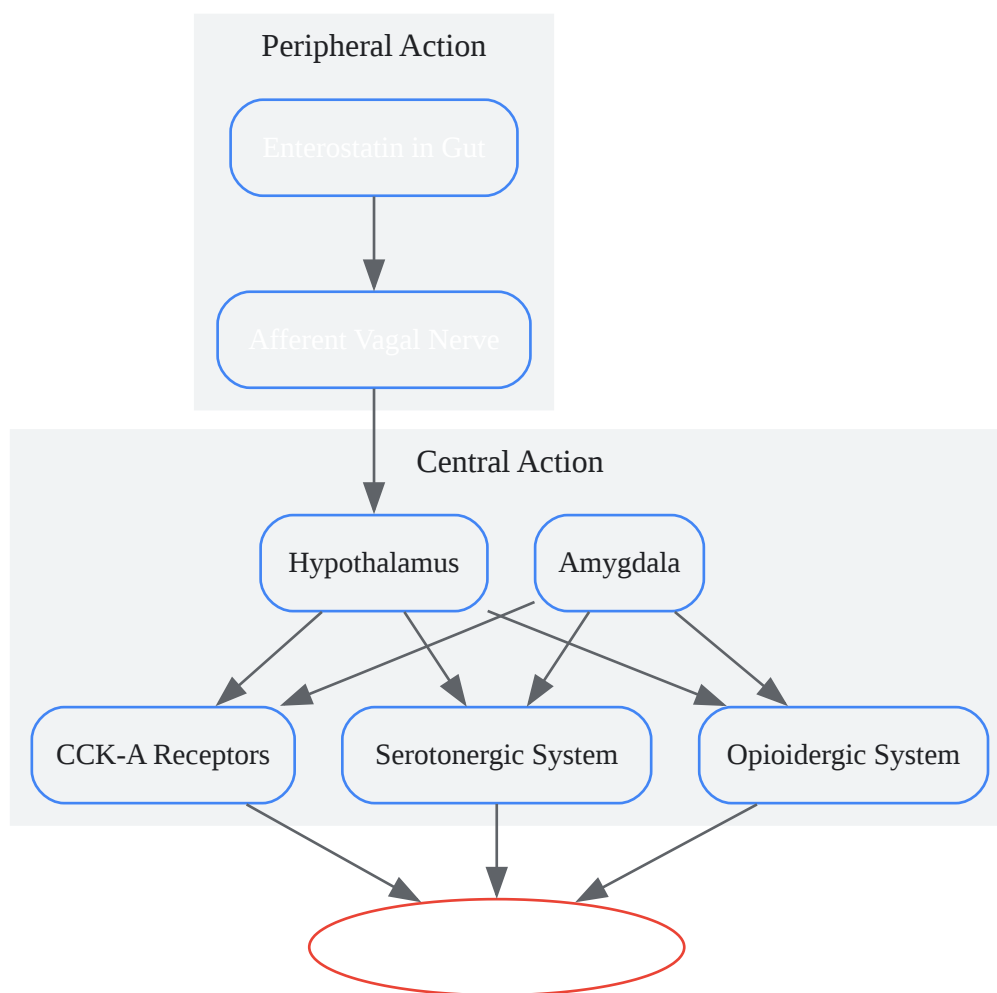 Peripheral Action
Enterostatin in Gut
Afferent Vagal Nerve
Central Action
Hypothalamus
Amygdala
CCK-A Receptors
Serotonergic System
Opioidergic System